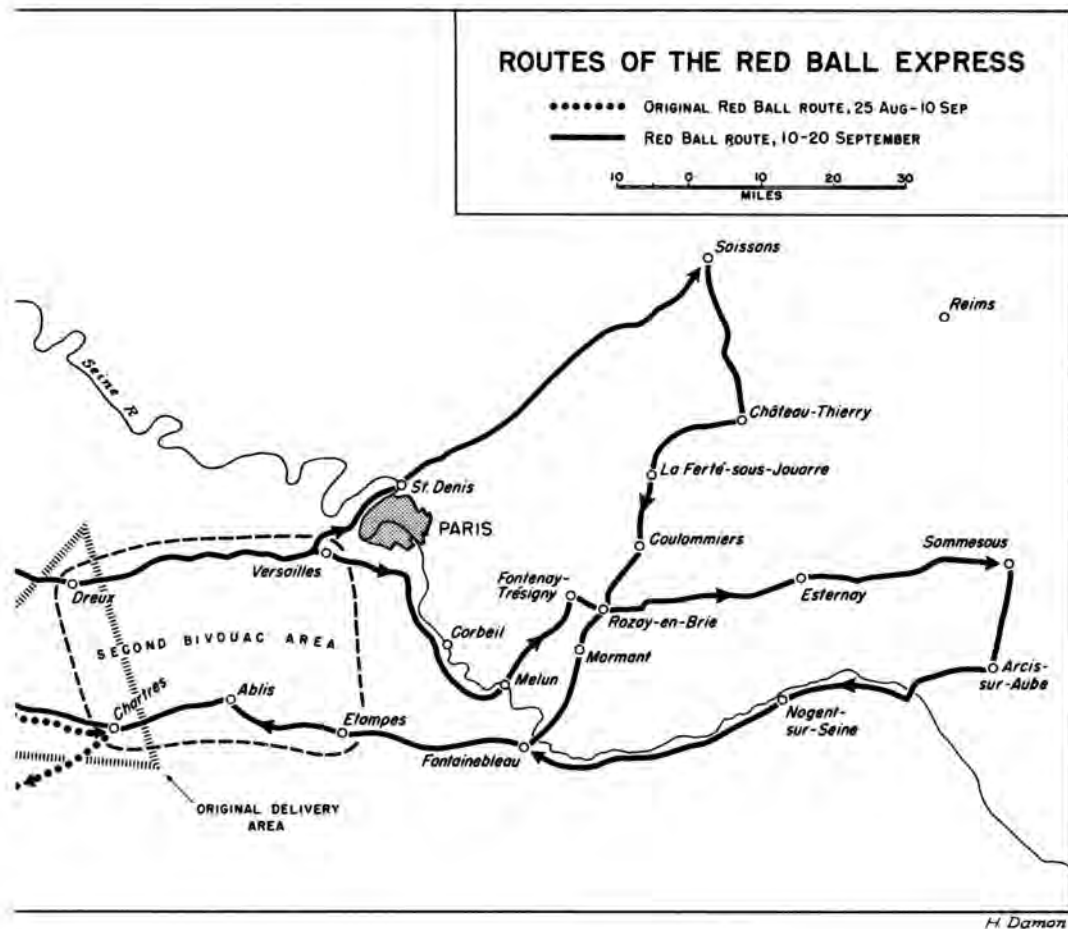 ROUTES OF THE RED BALL EXPRESS
ORIGINAL RED BALL ROUTE, 25 AUG-10 SEP
RED BALL ROUTE, 10-20 SEPTEMBER
10 0 10 20 30
MILES
Soissons
Reims
Seine R
Château-Thierry
La Ferté-sous-Jouarre
St. Denis
PARIS
Coulommiers
Sommesous
Versailles
Fontenay-
Trésigny
Esternay
Dreux
Rozay-en-Brie
SECOND BIVOUAC AREA
Corbeil
Mormant
Melun
Arcis-
sur-Aube
Chartres
Ablis
Etampes
Nogent-
sur-Seine
Fontainebleau
ORIGINAL DELIVERY
AREA
H. Damon